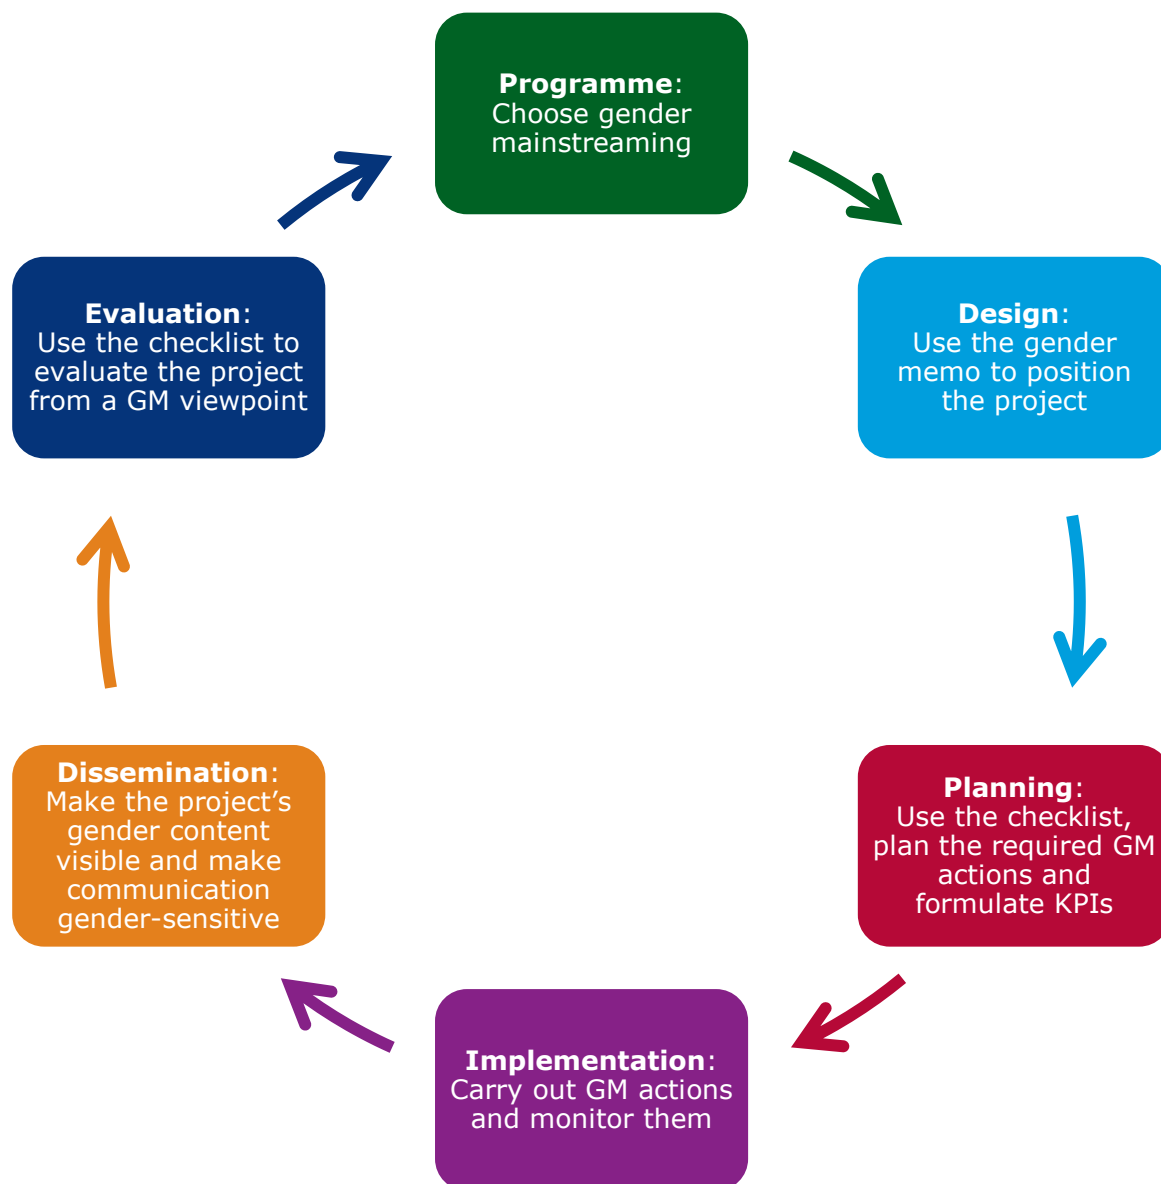 Programme:
Choose gender
mainstreaming
Design:
Use the gender
memo to position
the project
Planning:
Use the checklist,
plan the required GM
actions and
formulate KPIs
Implementation:
Carry out GM actions
and monitor them
Dissemination:
Make the project’s
gender content
visible and make
communication
gender-sensitive
Evaluation:
Use the checklist to
evaluate the project
from a GM viewpoint